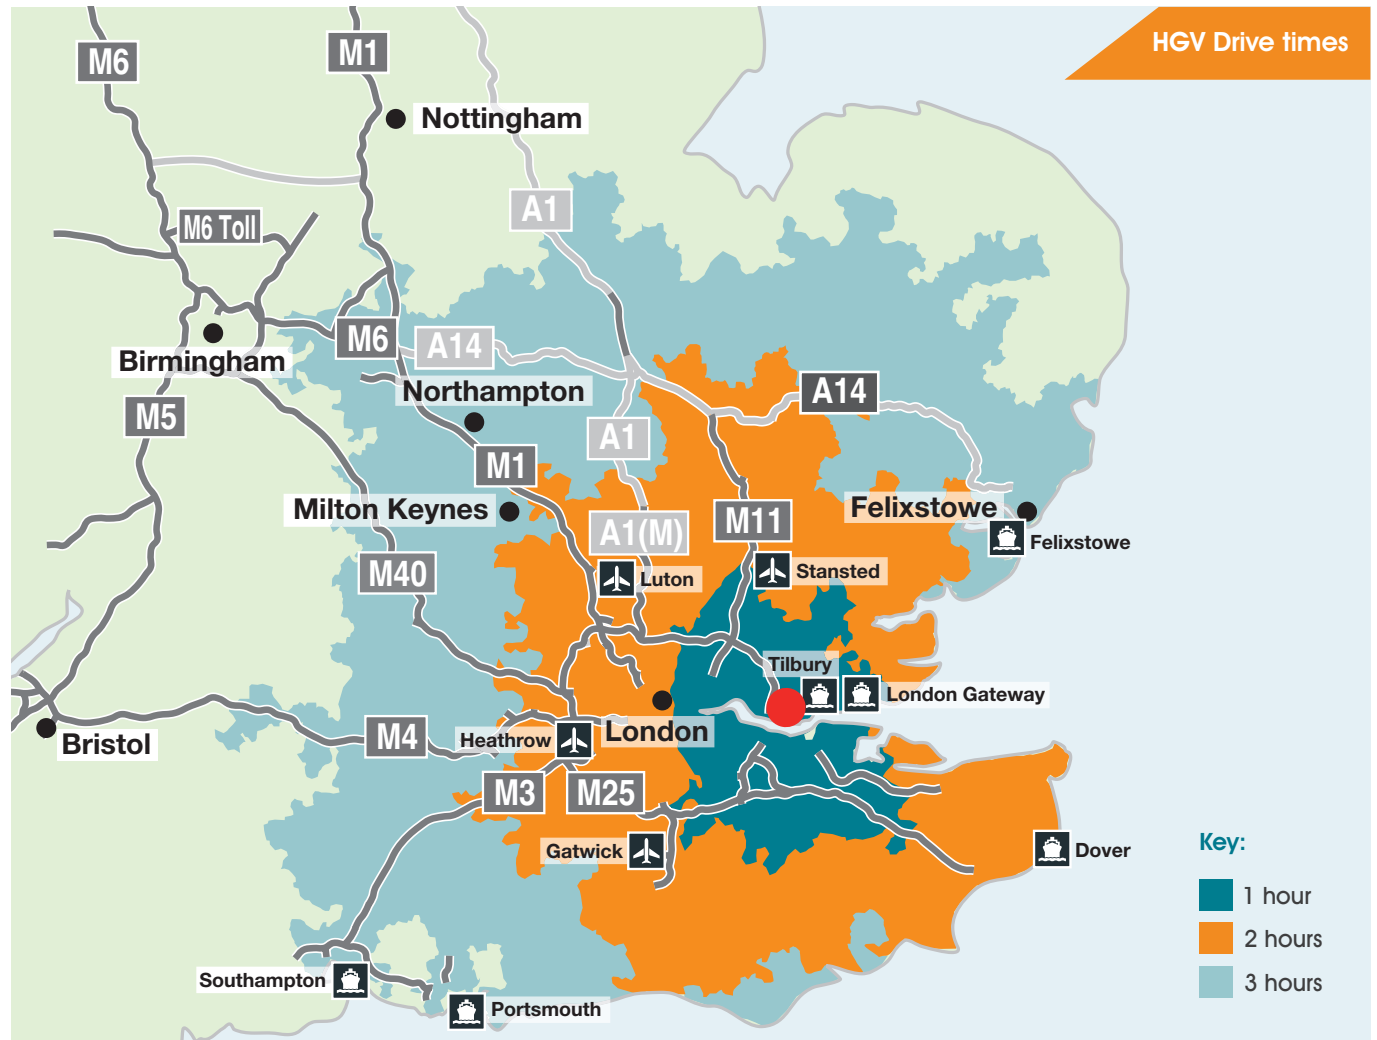 HGV Drive times
M6
M1
Nottingham
A1
M6 Toll
M6
A14
Birmingham
Northampton
A14
M5
A1
M1
Milton Keynes
Felixstowe
A1(M)
M11
Felixstowe
M40
Luton
Stansted
Tilbury
London Gateway
Bristol
M4
Heathrow
London
M3
M25
Gatwick
Dover
Key:
1 hour
2 hours
3 hours
Southampton
Portsmouth